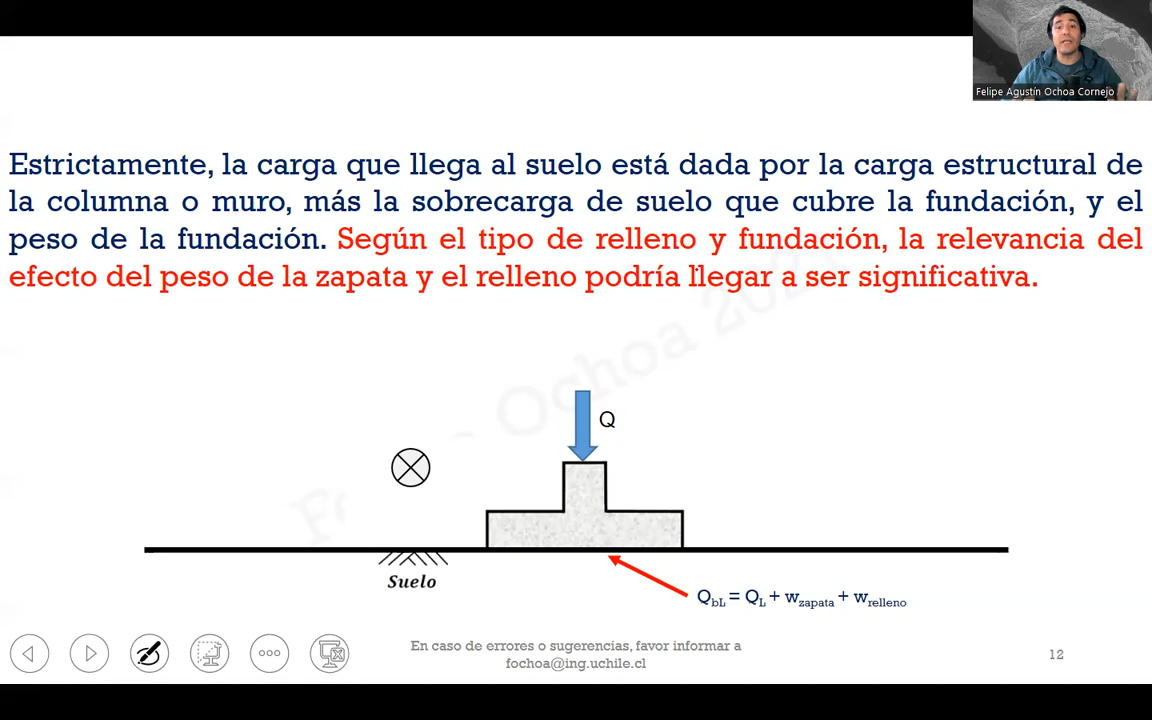 Felipe Agustín Ochoa Cornejo
Estrictamente, la carga que llega al suelo está dada por la carga estructural de
la columna o muro, más la sobrecarga de suelo que cubre la fundación, y el
peso de la fundación. Según el tipo de relleno y fundación, la relevancia del
efecto del peso de la zapata y el relleno podría llegar a ser significativa.
Ochoa 2021
Q
Suelo
QbL = QL + wzapata + wrelleno
En caso de errores o sugerencias, favor informar a
fochoa@ing.uchile.cl
12